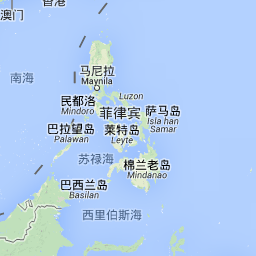 香港
澳门
南海
马尼拉
Maynila
Luzon
民都洛
Mindoro
菲律宾
萨马岛
Isla han
Samar
巴拉望岛
Palawan
莱特岛
Leyte
苏禄海
棉兰老岛
Mindanao
巴西兰岛
Basilan
西里伯斯海